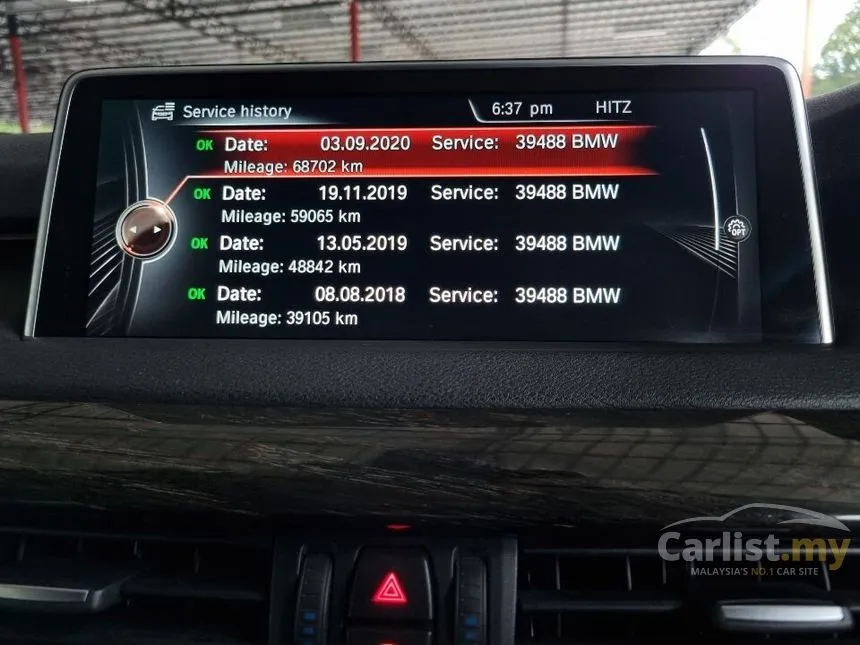 Service history
6:37 pm
HITZ
OK Date: 03.09.2020 Service: 39488 BMW
Mileage: 68702 km
OK Date: 19.11.2019 Service: 39488 BMW
Mileage: 59065 km
OPT
OK Date: 13.05.2019 Service: 39488 BMW
Mileage: 48842 km
OK Date: 08.08.2018 Service: 39488 BMW
Mileage: 39105 km
Carlist.my
MALAYSIA'S NO.1 CAR SITE